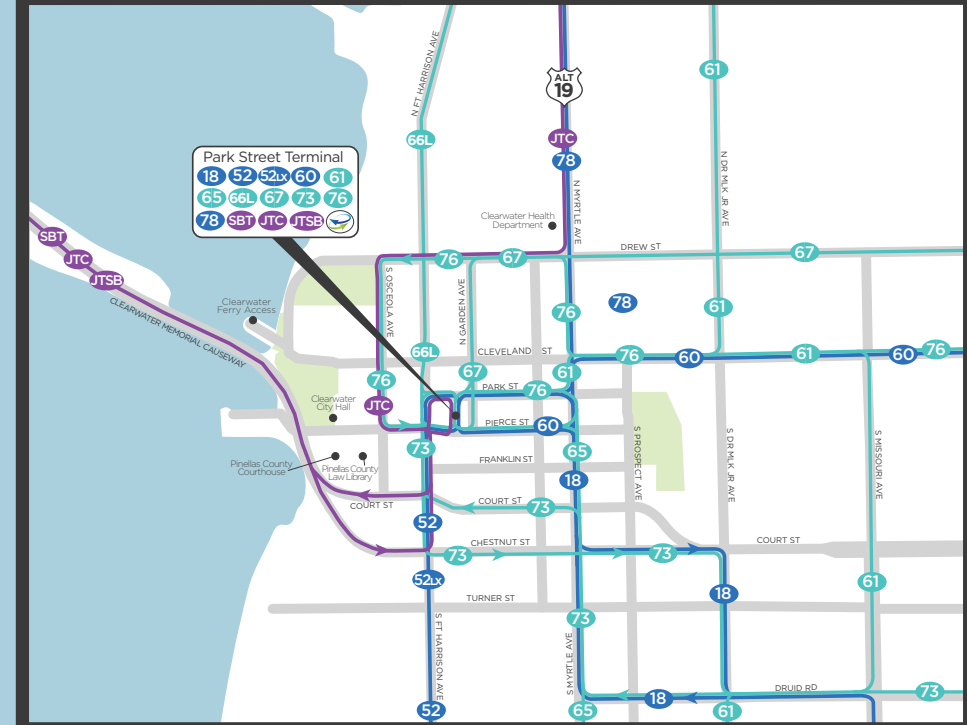 N FT HARRISON AVE
61
ALT
19
66L
JTC
78
Park Street Terminal
18 52 52LX 60 61
65 66L 67 73 76
78 SBT JTC JTSB
N MYRTLE AVE
N DR MLK JR AVE
Clearwater Health
Department
SBT
JTC
JTSB
CLEARWATER MEMORIAL CAUSEWAY
DREW ST
76
67
67
S OSCEOLA AVE
N GARDEN AVE
Clearwater
Ferry Access
78
76
61
66L
CLEVELAND ST
76
60
61
60
76
76
67
61
PARK ST
76
JTC
Clearwater
City Hall
PIERCE ST
60
73
65
S PROSPECT AVE
S DR MLK JR AVE
S MISSOURI AVE
Pinellas County
Courthouse
Pinellas County
Law Library
FRANKLIN ST
18
COURT ST
COURT ST
73
52
CHESTNUT ST
73
73
COURT ST
52LX
61
18
TURNER ST
73
S FT HARRISON AVE
S MYRTLE AVE
DRUID RD
18
73
52
65
61